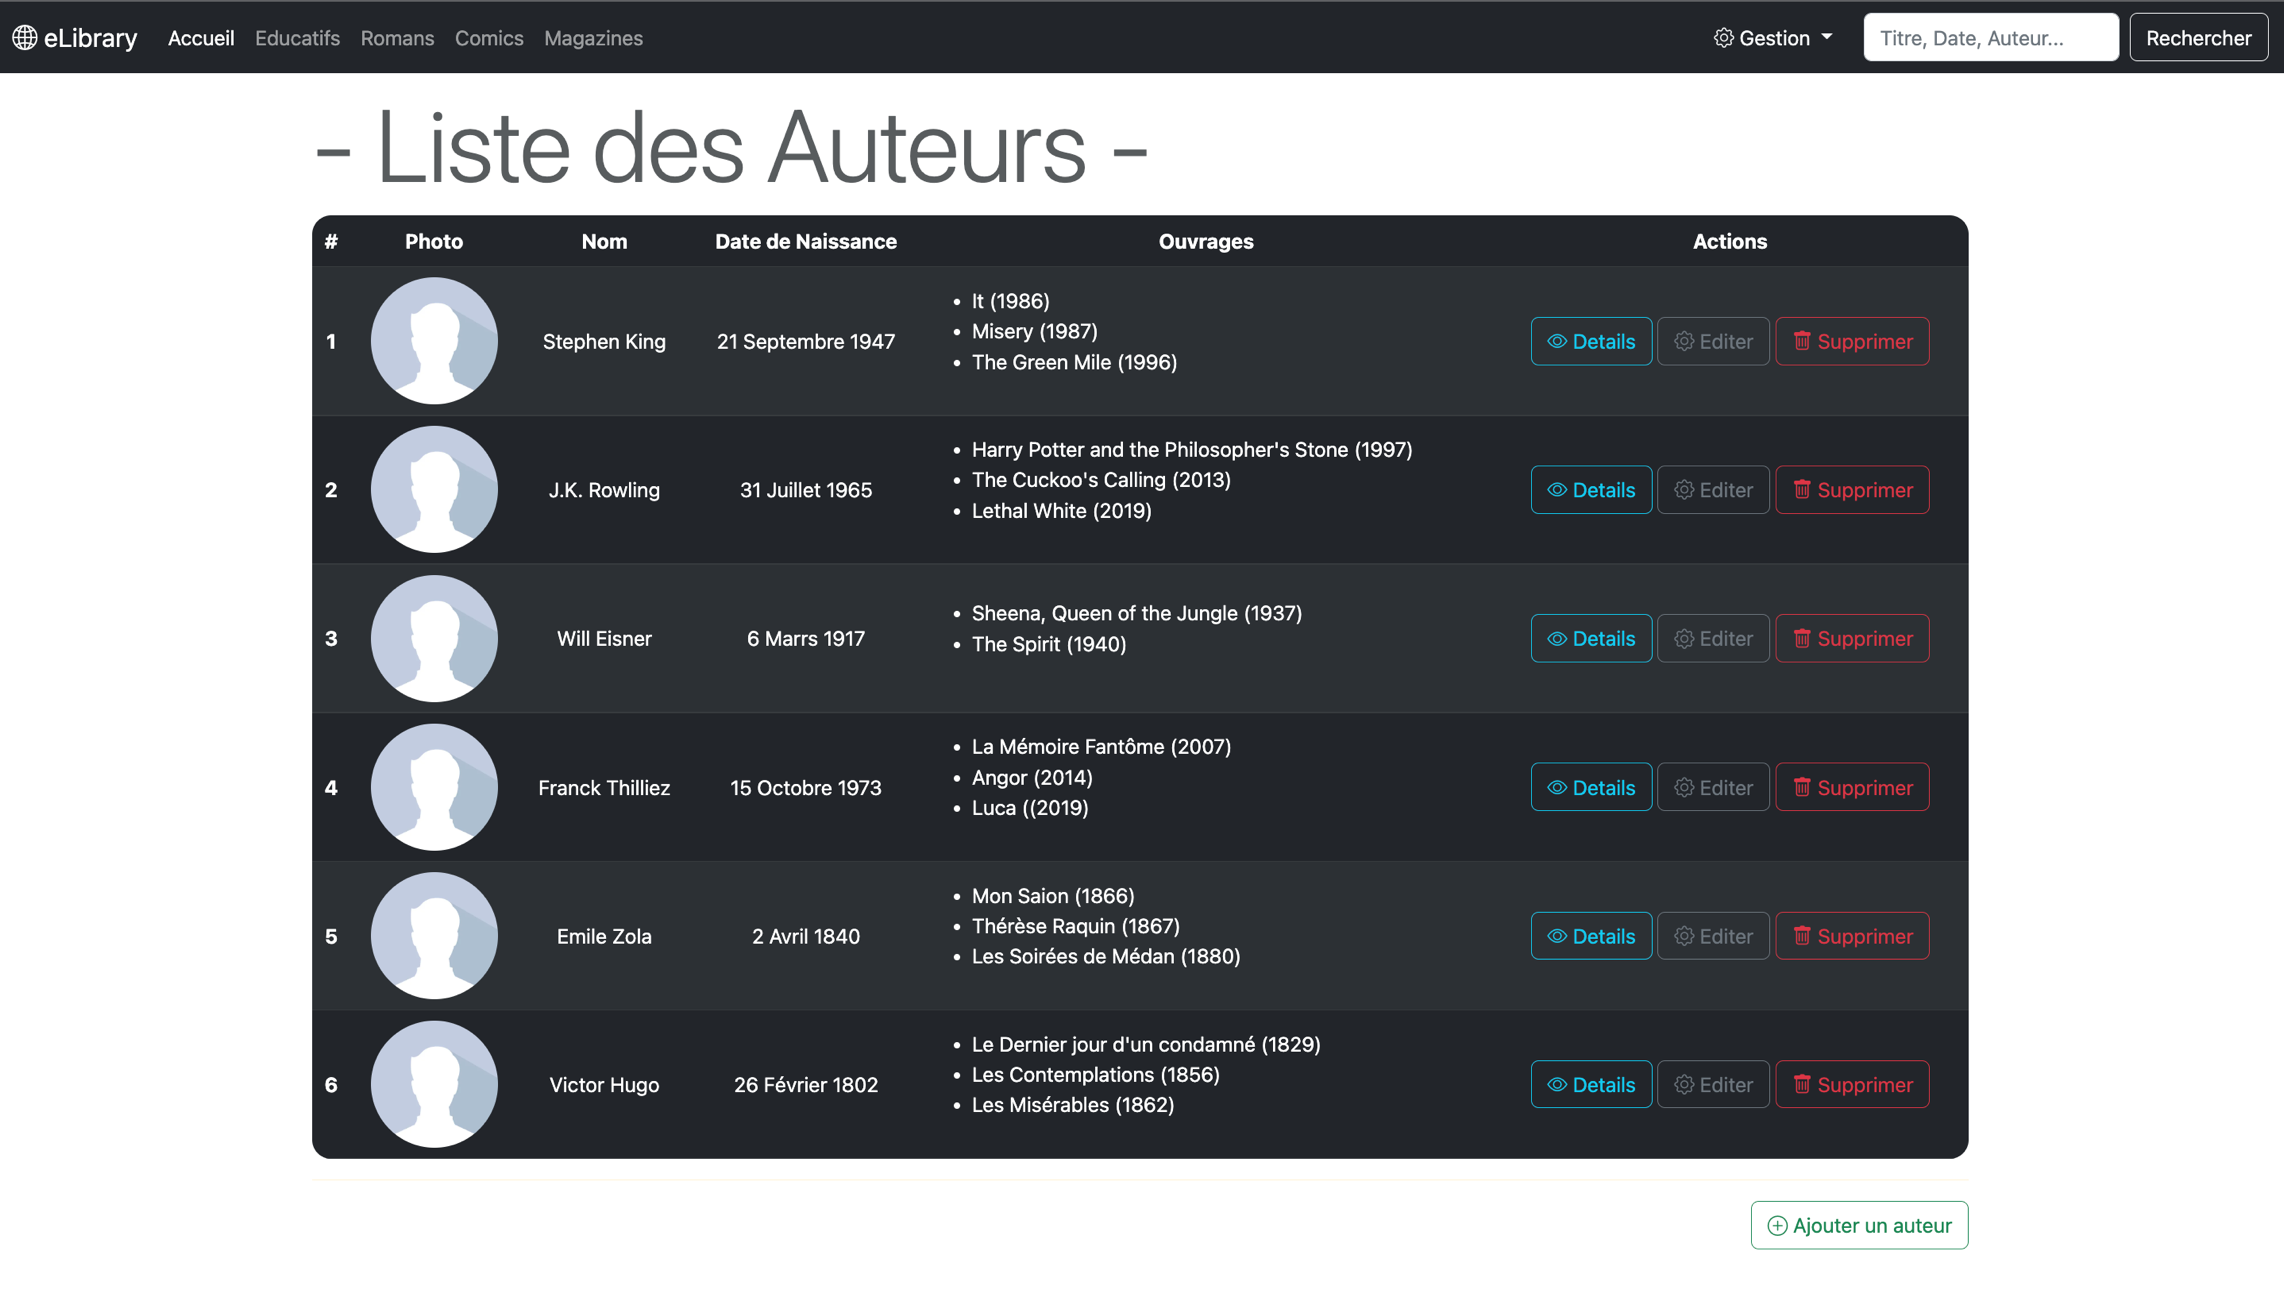 eLibrary Accueil Educatifs Romans Comics Magazines Gestion Titre, Date, Auteur... Rechercher
- Liste des Auteurs -
# Photo Nom Date de Naissance Ouvrages Actions
1 Stephen King 21 Septembre 1947
It (1986)
Misery (1987)
The Green Mile (1996)
Details Editer Supprimer
2 J.K. Rowling 31 Juillet 1965
Harry Potter and the Philosopher's Stone (1997)
The Cuckoo's Calling (2013)
Lethal White (2019)
Details Editer Supprimer
3 Will Eisner 6 Marrs 1917
Sheena, Queen of the Jungle (1937)
The Spirit (1940)
Details Editer Supprimer
4 Franck Thilliez 15 Octobre 1973
La Mémoire Fantôme (2007)
Angor (2014)
Luca ((2019)
Details Editer Supprimer
5 Emile Zola 2 Avril 1840
Mon Saion (1866)
Thérèse Raquin (1867)
Les Soirées de Médan (1880)
Details Editer Supprimer
6 Victor Hugo 26 Février 1802
Le Dernier jour d'un condamné (1829)
Les Contemplations (1856)
Les Misérables (1862)
Details Editer Supprimer
Ajouter un auteur